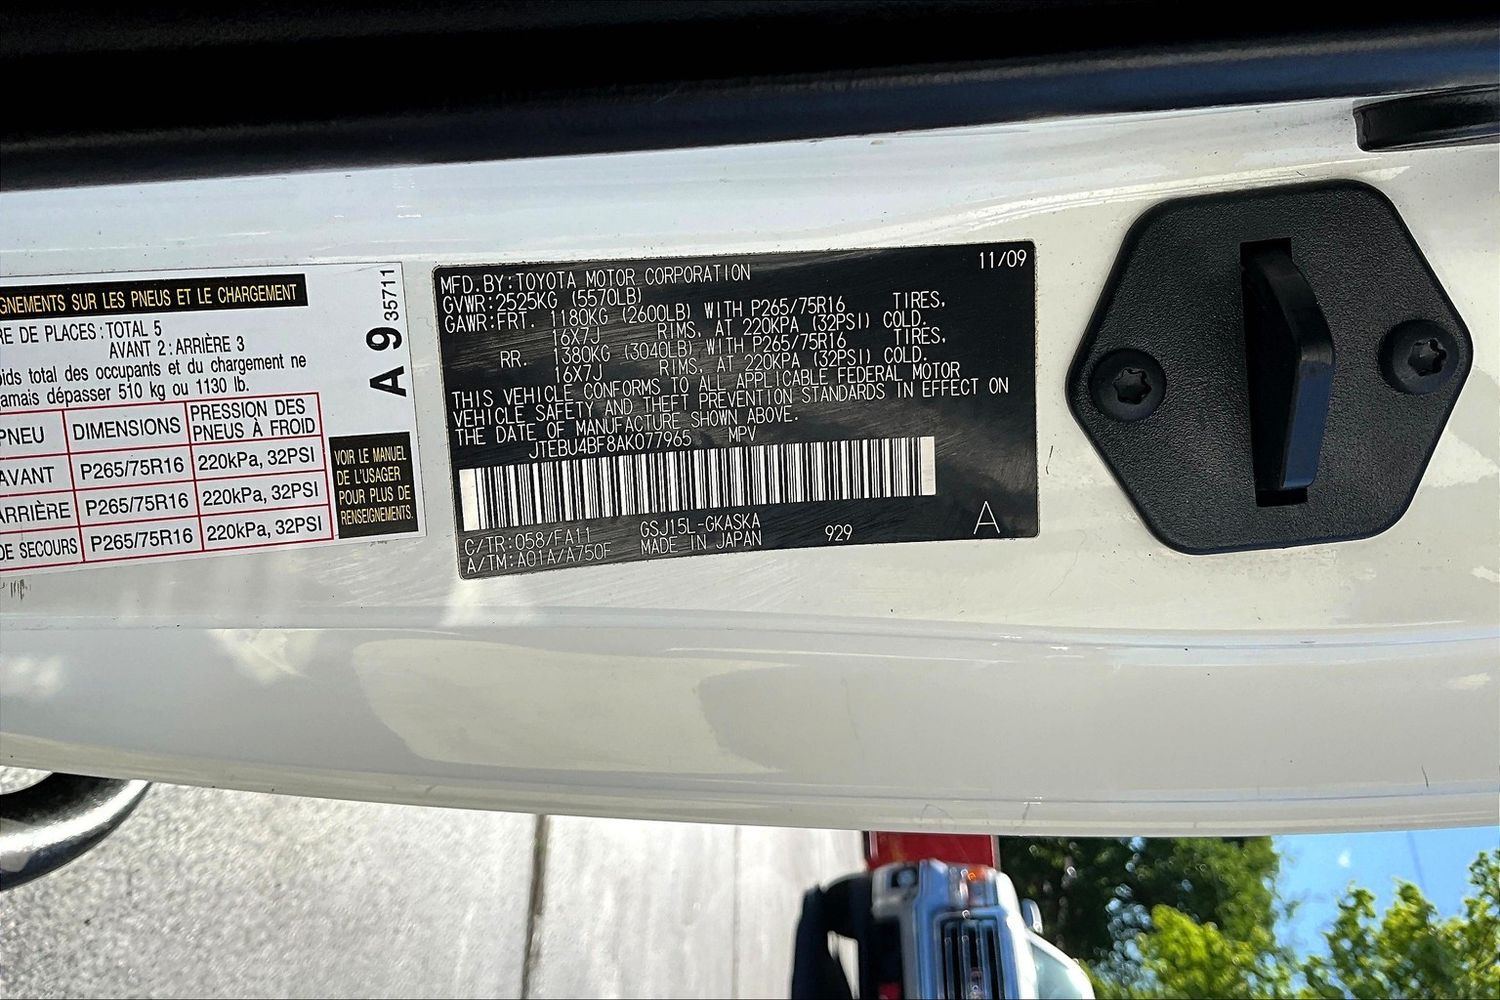 GNEMENTS SUR LES PNEUS ET LE CHARGEMENT
RE DE PLACES: TOTAL 5
AVANT 2: ARRIÈRE 3
oids total des occupants et du chargement ne
jamais dépasser 510 kg ou 1130 lb.
PNEU DIMENSIONS PRESSION DES PNEUS À FROID
AVANT P265/75R16 220kPa, 32PSI
ARRIÈRE P265/75R16 220kPa, 32PSI
DE SECOURS P265/75R16 220kPa, 32PSI
A 9 35711
VOIR LE MANUEL
DE L'USAGER
POUR PLUS DE
RENSEIGNEMENTS.
MFD.BY:TOYOTA MOTOR CORPORATION 11/09
GVWR:2525KG (5570LB)
GAWR:FRT. 1180KG (2600LB) WITH P265/75R16 TIRES,
16X7J RIMS, AT 220KPA (32PSI) COLD.
RR. 1380KG (3040LB) WITH P265/75R16 TIRES,
16X7J RIMS, AT 220KPA (32PSI) COLD.
THIS VEHICLE CONFORMS TO ALL APPLICABLE FEDERAL MOTOR
VEHICLE SAFETY AND THEFT PREVENTION STANDARDS IN EFFECT ON
THE DATE OF MANUFACTURE SHOWN ABOVE.
JTEBU4BF8AK077965 MPV
C/TR:058/FA11 GSJ15L-GKASKA 929 A
A/TM:A01A/A750F MADE IN JAPAN